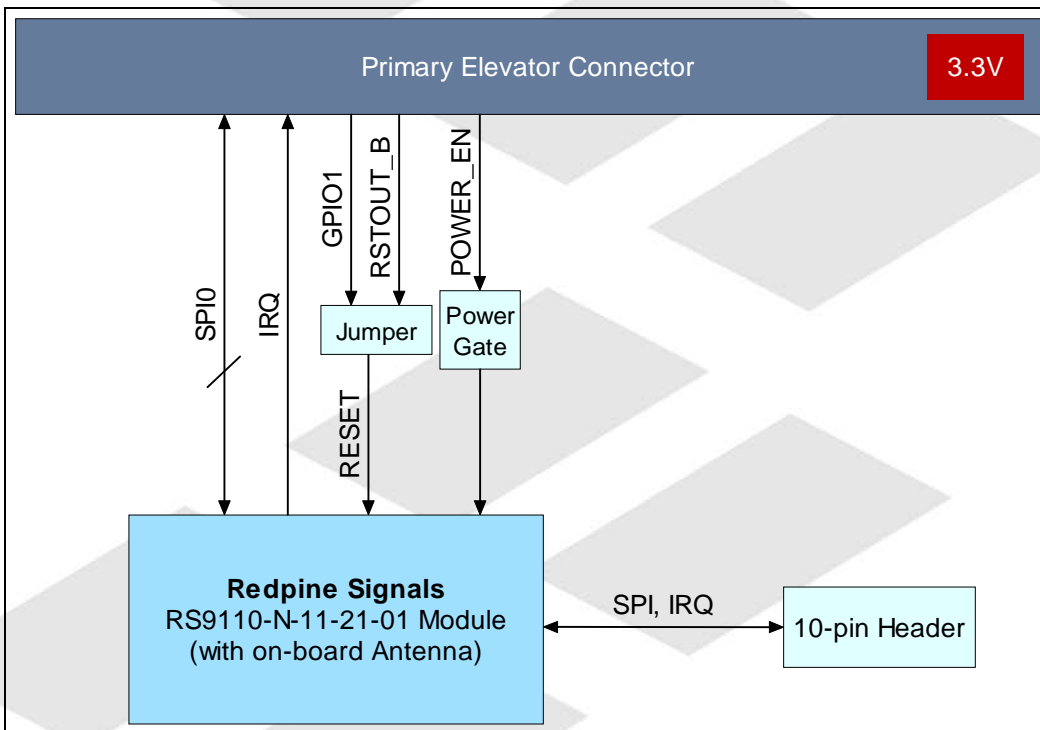 Primary Elevator Connector
3.3V
SPI0
IRQ
GPIO1
RSTOUT_B
POWER_EN
Jumper
Power
Gate
RESET
Redpine Signals
RS9110-N-11-21-01 Module
(with on-board Antenna)
SPI, IRQ
10-pin Header